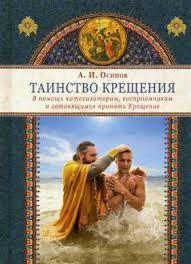 А. И. Осипов
ТАИНСТВО КРЕЩЕНИЯ
В помощь катехизаторам, восприемникам
и готовящимся принять Крещение